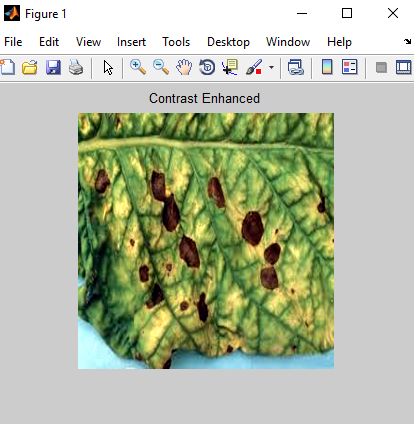 Figure 1
File Edit View Insert Tools Desktop Window Help
Contrast Enhanced